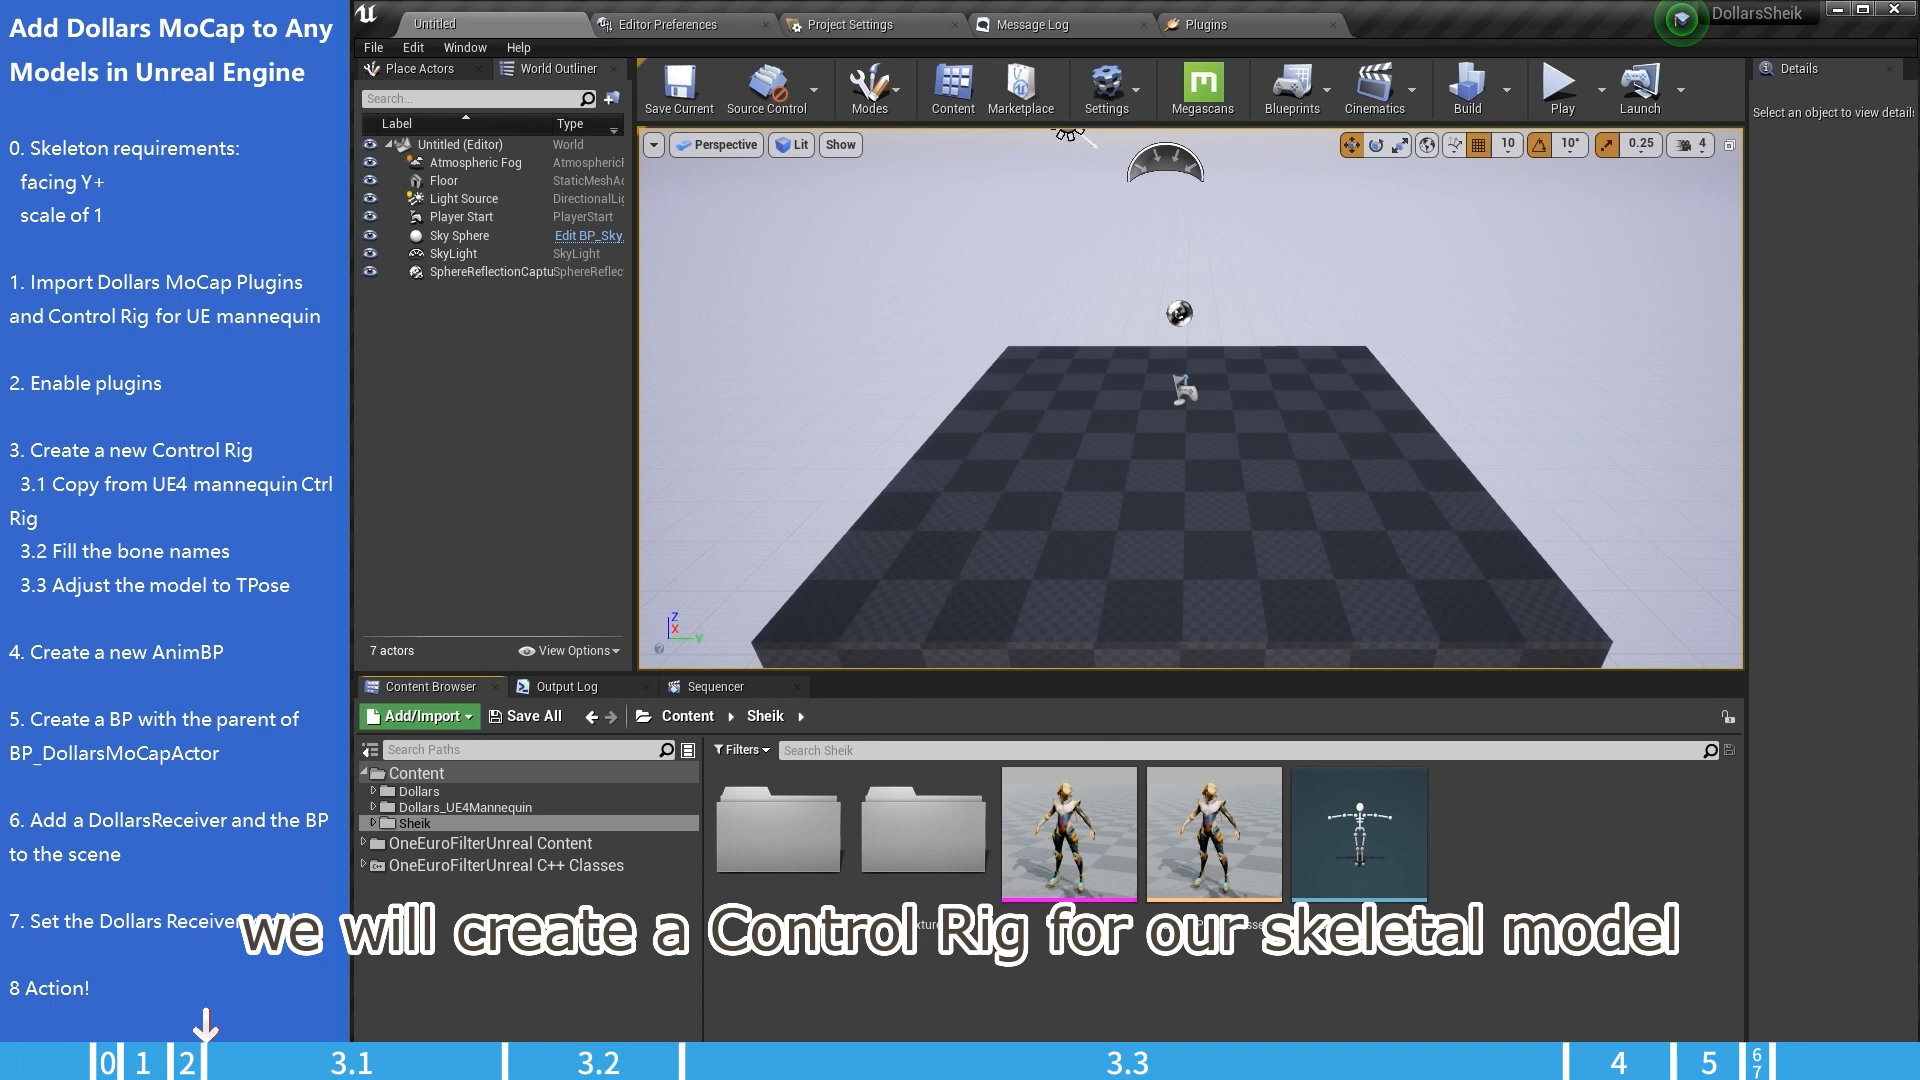 Add Dollars MoCap to Any
Models in Unreal Engine
0. Skeleton requirements:
facing Y+
scale of 1
1. Import Dollars MoCap Plugins
and Control Rig for UE mannequin
2. Enable plugins
3. Create a new Control Rig
3.1 Copy from UE4 mannequin Ctrl
Rig
3.2 Fill the bone names
3.3 Adjust the model to TPose
4. Create a new AnimBP
5. Create a BP with the parent of
BP_DollarsMoCapActor
6. Add a DollarsReceiver and the BP
to the scene
7. Set the Dollars Receiver
8 Action!
Untitled
Editor Preferences
Project Settings
Message Log
Plugins
DollarsSheik
File Edit Window Help
Place Actors
World Outliner
Search...
Label Type
Untitled (Editor) World
Atmospheric Fog AtmosphericF
Floor StaticMeshAc
Light Source DirectionalLig
Player Start PlayerStart
Sky Sphere Edit BP_Sky
SkyLight SkyLight
SphereReflectionCaptu SphereReflec
7 actors
View Options
Save Current
Source Control
Modes
Content
Marketplace
Settings
Megascans
Blueprints
Cinematics
Build
Play
Launch
Details
Select an object to view details
Perspective Lit Show
10 10° 0.25 4
Z
X
Y
Content Browser
Output Log
Sequencer
Add/Import Save All Content Sheik
Search Paths
Filters
Search Sheik
Content
Dollars
Dollars_UE4Mannequin
Sheik
OneEuroFilterUnreal Content
OneEuroFilterUnreal C++ Classes
we will create a Control Rig for our skeletal model
0 1 2 3.1 3.2 3.3 4 5 6 7